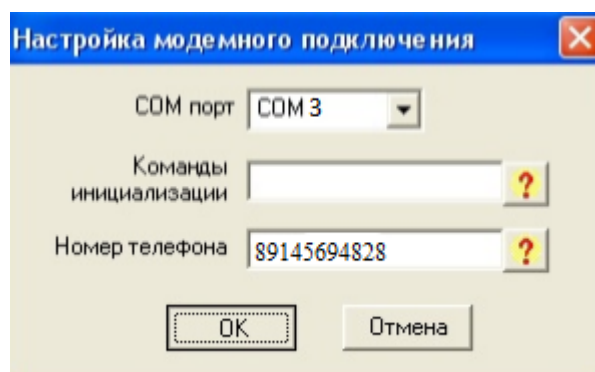 Настройка модемного подключения
COM порт COM 3
Команды
инициализации
?
Номер телефона 89145694828 ?
OK Отмена